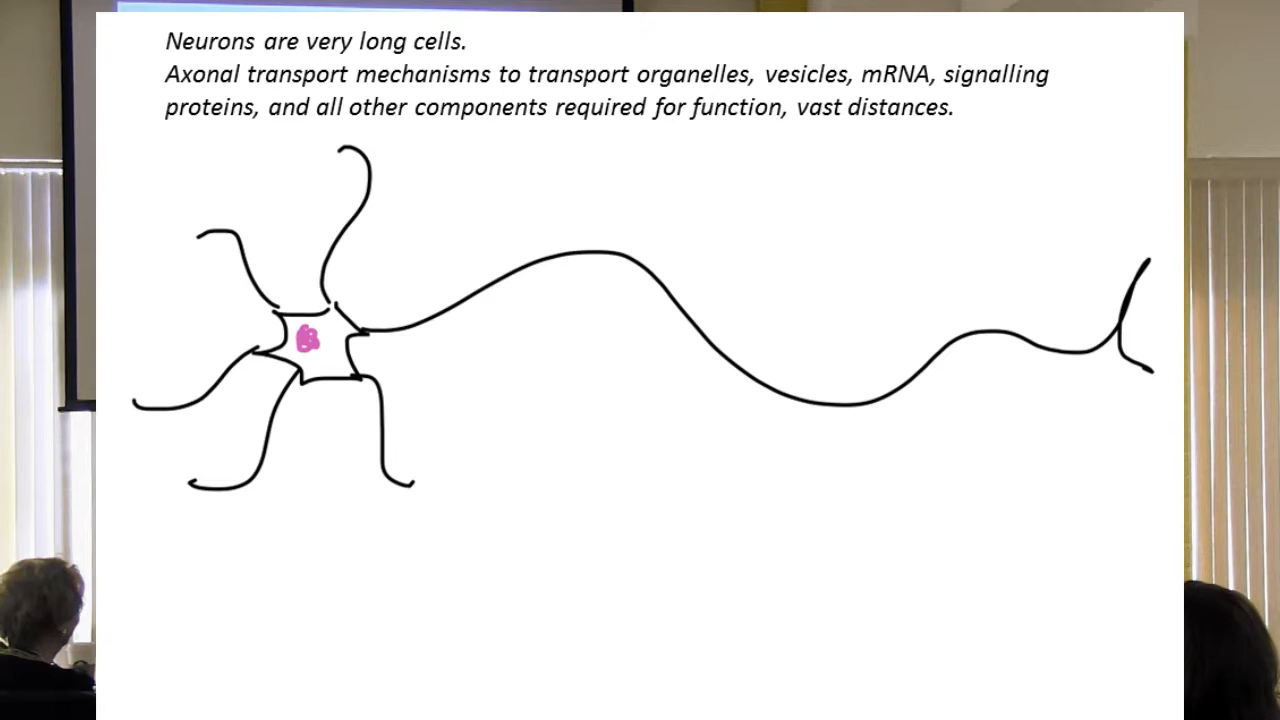 Neurons are very long cells.
Axonal transport mechanisms to transport organelles, vesicles, mRNA, signalling
proteins, and all other components required for function, vast distances.